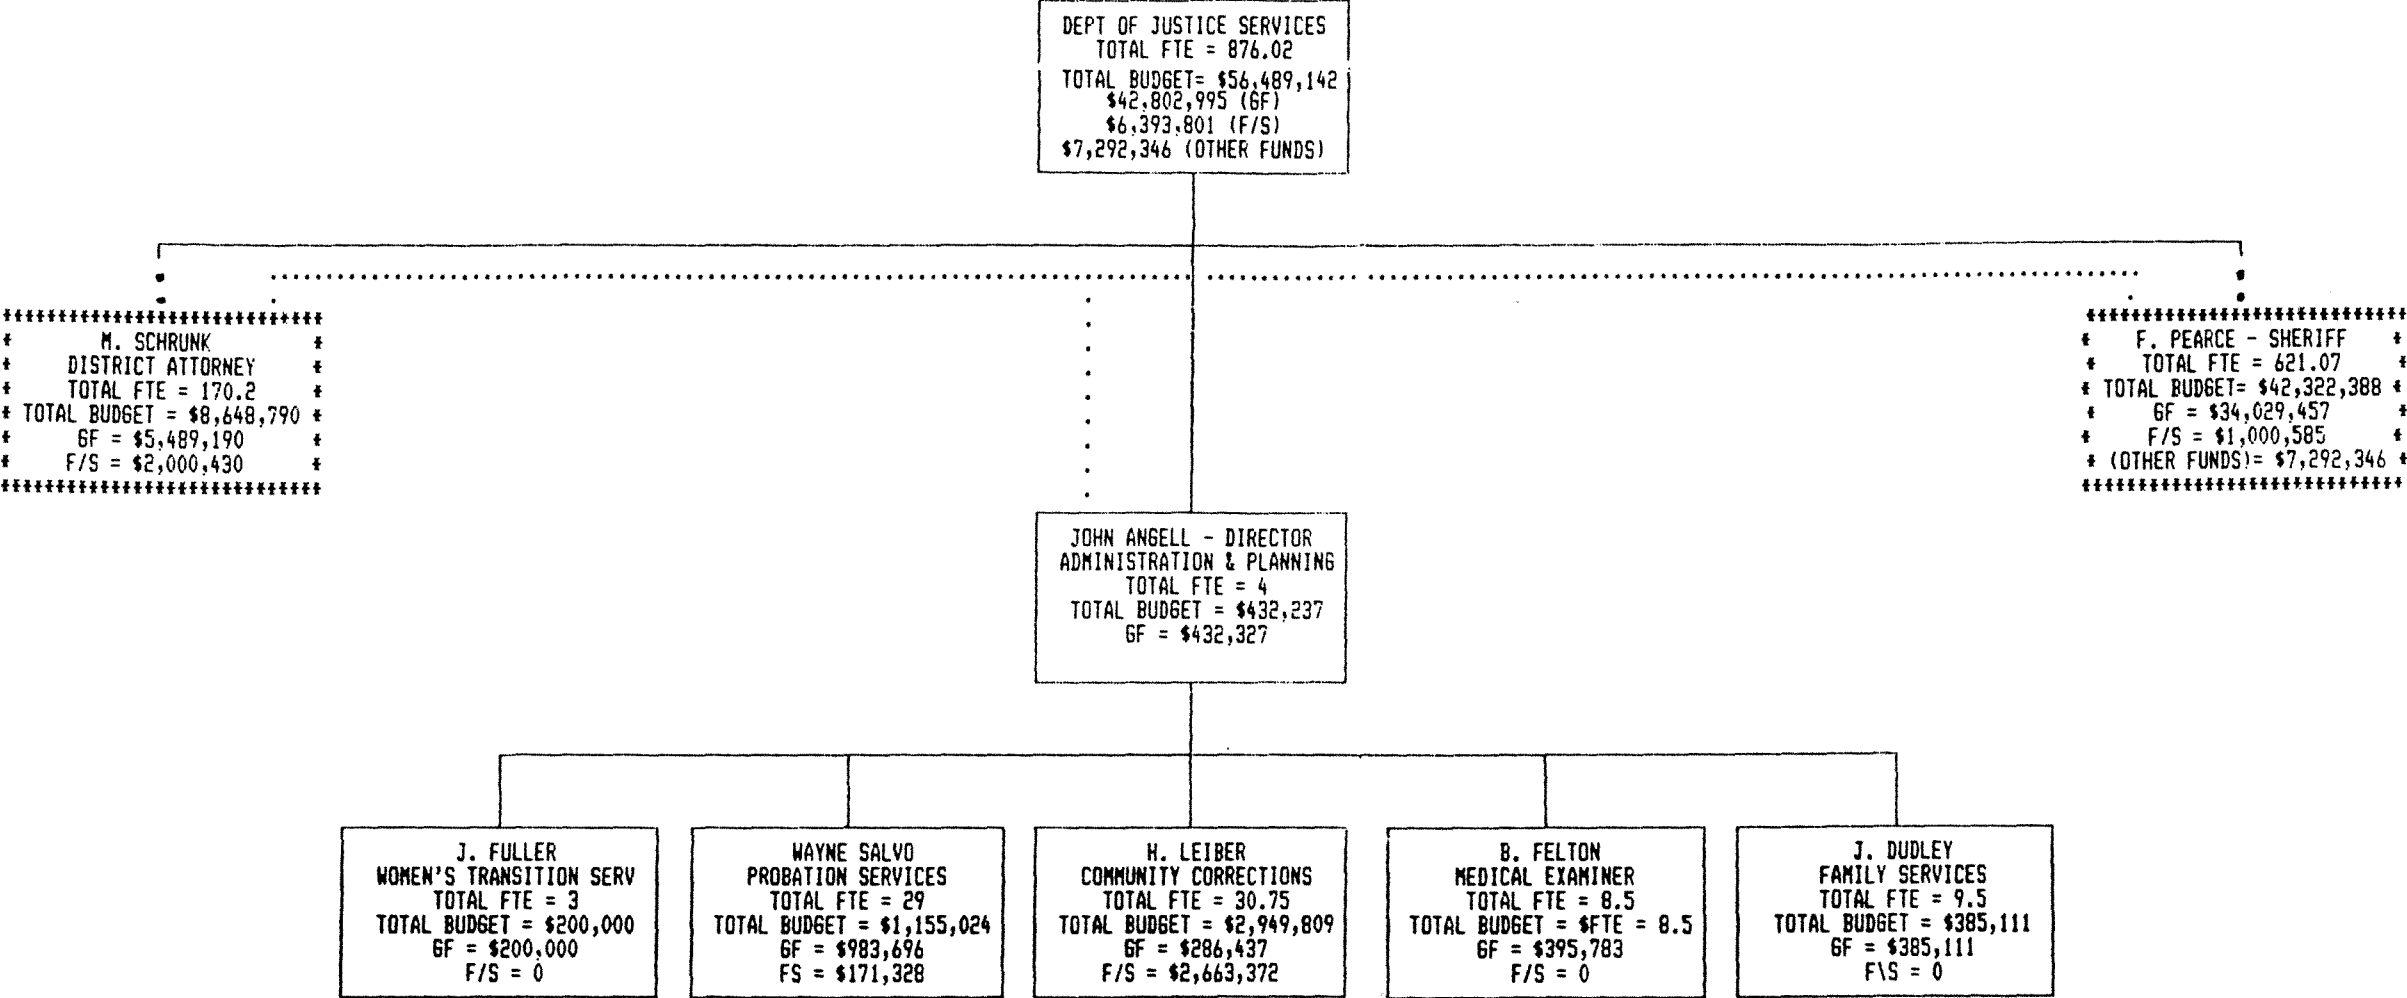 DEPT OF JUSTICE SERVICES
TOTAL FTE = 876.02
TOTAL BUDGET= $56,489,142
$42,802,995 (GF)
$6,393,801 (F/S)
$7,292,346 (OTHER FUNDS)
M. SCHRUNK
DISTRICT ATTORNEY
TOTAL FTE = 170.2
TOTAL BUDGET = $8,648,790
GF = $5,489,190
F/S = $2,000,430
F. PEARCE - SHERIFF
TOTAL FTE = 621.07
TOTAL BUDGET= $42,322,388
GF = $34,029,457
F/S = $1,000,585
(OTHER FUNDS)= $7,292,346
JOHN ANGELL - DIRECTOR
ADMINISTRATION & PLANNING
TOTAL FTE = 4
TOTAL BUDGET = $432,237
GF = $432,327
J. FULLER
WOMEN'S TRANSITION SERV
TOTAL FTE = 3
TOTAL BUDGET = $200,000
GF = $200,000
F/S = 0
WAYNE SALVO
PROBATION SERVICES
TOTAL FTE = 29
TOTAL BUDGET = $1,155,024
GF = $983,696
FS = $171,328
H. LEIBER
COMMUNITY CORRECTIONS
TOTAL FTE = 30.75
TOTAL BUDGET = $2,949,809
GF = $286,437
F/S = $2,663,372
B. FELTON
MEDICAL EXAMINER
TOTAL FTE = 8.5
TOTAL BUDGET = $FTE = 8.5
GF = $395,783
F/S = 0
J. DUDLEY
FAMILY SERVICES
TOTAL FTE = 9.5
TOTAL BUDGET = $385,111
GF = $385,111
F\S = 0